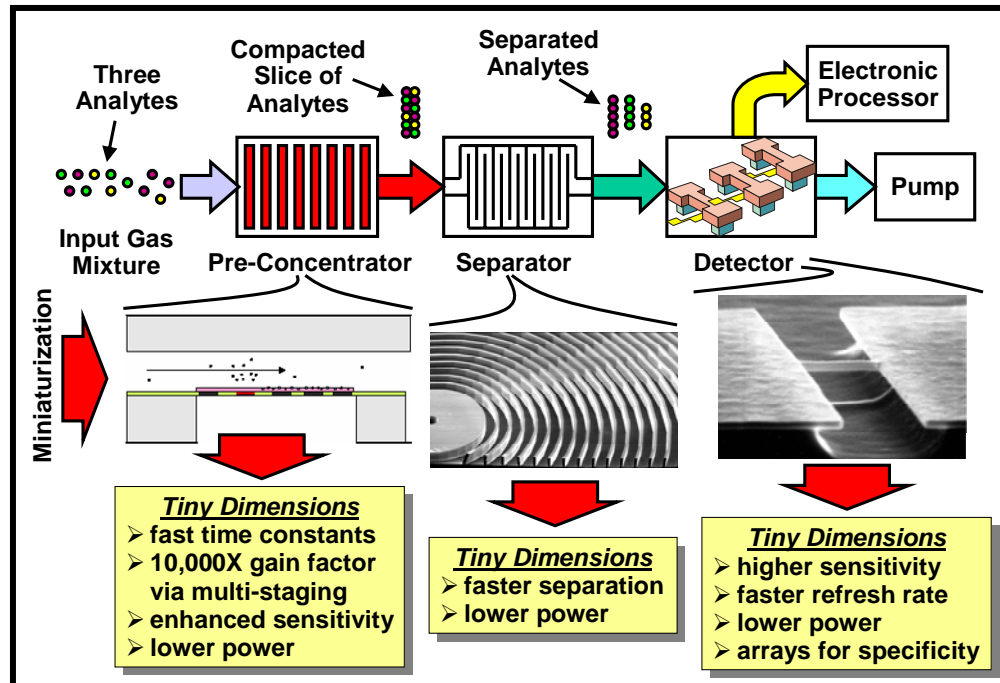 Three
Analytes
Compacted
Slice of
Analytes
Separated
Analytes
Electronic
Processor
Pump
Input Gas
Mixture
Pre-Concentrator
Separator
Detector
Miniaturization
Tiny Dimensions
➢ fast time constants
➢ 10,000X gain factor
via multi-staging
➢ enhanced sensitivity
➢ lower power
Tiny Dimensions
➢ faster separation
➢ lower power
Tiny Dimensions
➢ higher sensitivity
➢ faster refresh rate
➢ lower power
➢ arrays for specificity